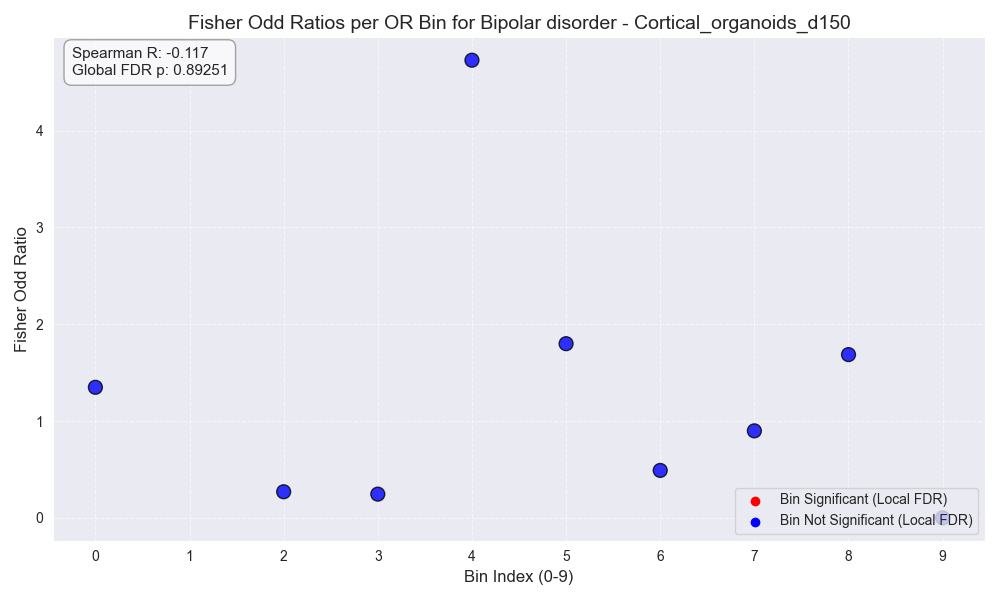 Fisher Odd Ratios per OR Bin for Bipolar disorder - Cortical_organoids_d150
Spearman R: -0.117
Global FDR p: 0.89251
Fisher Odd Ratio
4
3
2
1
0
Bin Significant (Local FDR)
Bin Not Significant (Local FDR)
0 1 2 3 4 5 6 7 8 9
Bin Index (0-9)